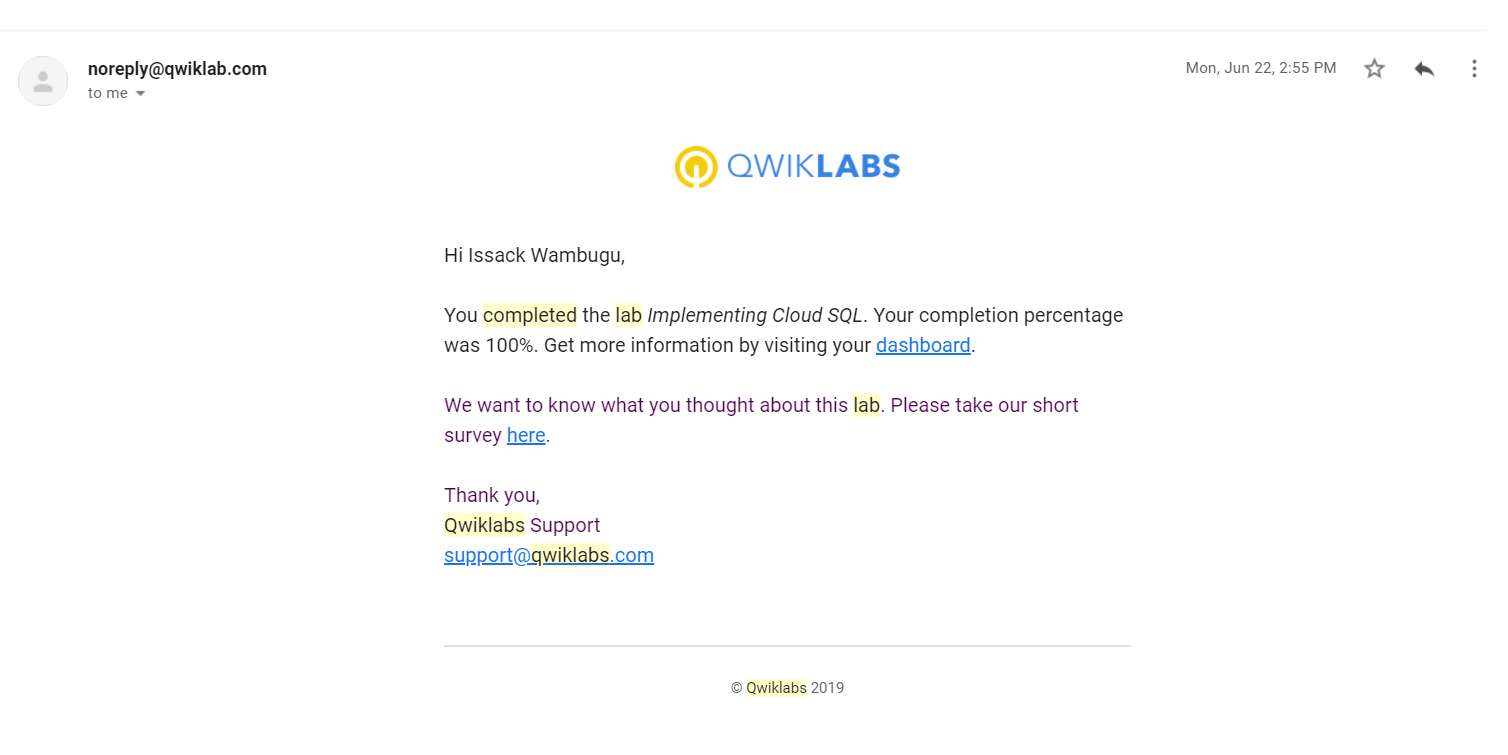 noreply@qwiklab.com
Mon, Jun 22, 2:55 PM
to me
QWIKLABS
Hi Issack Wambugu,
You completed the lab Implementing Cloud SQL. Your completion percentage
was 100%. Get more information by visiting your dashboard.
We want to know what you thought about this lab. Please take our short
survey here.
Thank you,
Qwiklabs Support
support@qwiklabs.com
© Qwiklabs 2019